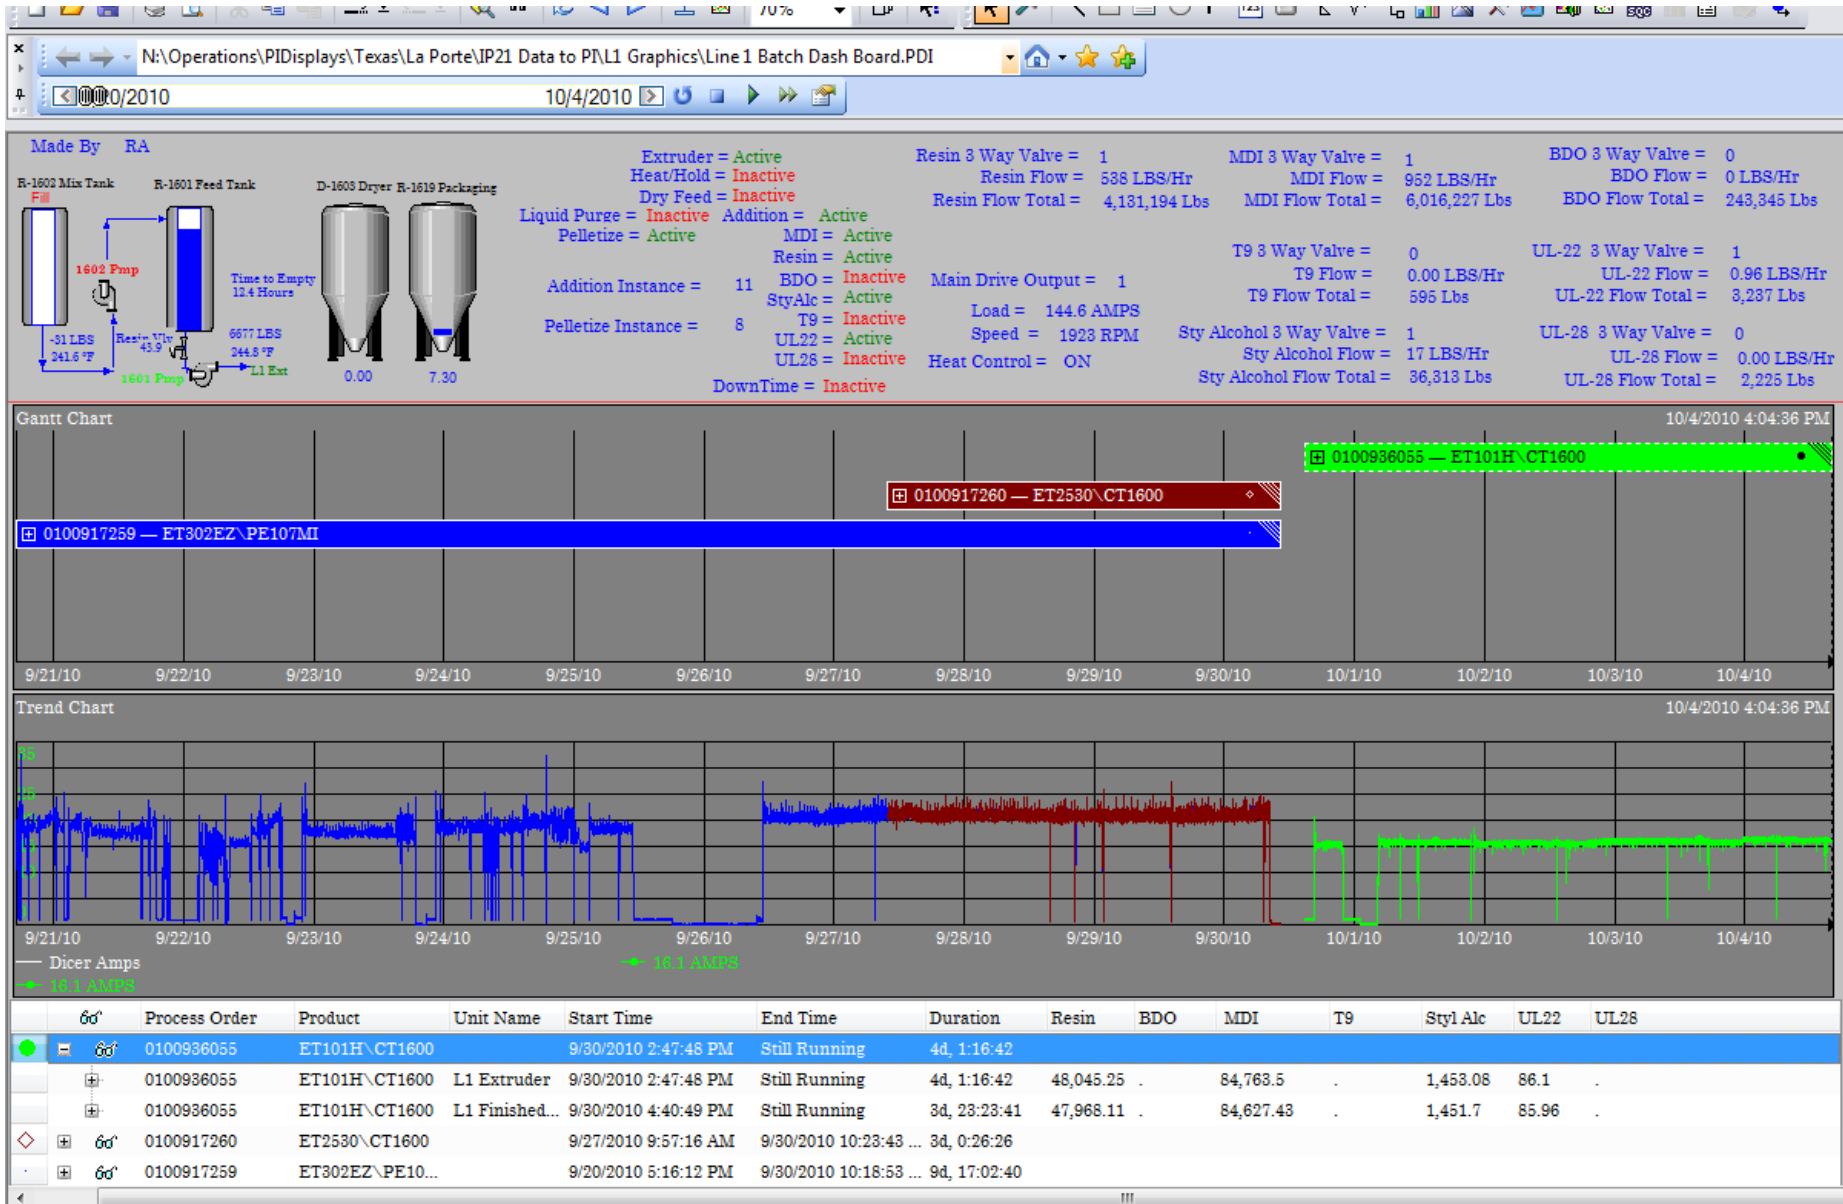 70%
N:\Operations\PIDisplays\Texas\La Porte\IP21 Data to PI\L1 Graphics\Line 1 Batch Dash Board.PDI
0/2010 10/4/2010
Made By RA
R-1602 Mix Tank R-1601 Feed Tank D-1603 Dryer R-1619 Packaging
Fill
1602 Pmp
Time to Empty
12.4 Hours
-31 LBS
241.6 °F
Resin Vlv
43.9
6677 LBS
244.8 °F
1601 Pmp
L1 Ext
0.00 7.30
Extruder = Active
Heat/Hold = Inactive
Dry Feed = Inactive
Liquid Purge = Inactive Addition = Active
Pelletize = Active MDI = Active
Resin = Active
Addition Instance = 11 BDO = Inactive
StyAlc = Active
Pelletize Instance = 8 T9 = Inactive
UL22 = Active
UL28 = Inactive
DownTime = Inactive
Resin 3 Way Valve = 1
Resin Flow = 538 LBS/Hr
Resin Flow Total = 4,131,194 Lbs
Main Drive Output = 1
Load = 144.6 AMPS
Speed = 1923 RPM
Heat Control = ON
MDI 3 Way Valve = 1
MDI Flow = 952 LBS/Hr
MDI Flow Total = 6,016,227 Lbs
T9 3 Way Valve = 0
T9 Flow = 0.00 LBS/Hr
T9 Flow Total = 595 Lbs
Sty Alcohol 3 Way Valve = 1
Sty Alcohol Flow = 17 LBS/Hr
Sty Alcohol Flow Total = 36,313 Lbs
BDO 3 Way Valve = 0
BDO Flow = 0 LBS/Hr
BDO Flow Total = 243,345 Lbs
UL-22 3 Way Valve = 1
UL-22 Flow = 0.96 LBS/Hr
UL-22 Flow Total = 3,237 Lbs
UL-28 3 Way Valve = 0
UL-28 Flow = 0.00 LBS/Hr
UL-28 Flow Total = 2,225 Lbs
Gantt Chart 10/4/2010 4:04:36 PM
0100936055 — ET101H\CT1600
0100917260 — ET2530\CT1600
0100917259 — ET302EZ\PE107MI
9/21/10 9/22/10 9/23/10 9/24/10 9/25/10 9/26/10 9/27/10 9/28/10 9/29/10 9/30/10 10/1/10 10/2/10 10/3/10 10/4/10
Trend Chart 10/4/2010 4:04:36 PM
35
25
9/21/10 9/22/10 9/23/10 9/24/10 9/25/10 9/26/10 9/27/10 9/28/10 9/29/10 9/30/10 10/1/10 10/2/10 10/3/10 10/4/10
Dicer Amps 16.1 AMPS
16.1 AMPS
Process Order Product Unit Name Start Time End Time Duration Resin BDO MDI T9 Styl Alc UL22 UL28
0100936055 ET101H\CT1600 9/30/2010 2:47:48 PM Still Running 4d, 1:16:42
0100936055 ET101H\CT1600 L1 Extruder 9/30/2010 2:47:48 PM Still Running 4d, 1:16:42 48,045.25 . 84,763.5 . 1,453.08 86.1 .
0100936055 ET101H\CT1600 L1 Finished... 9/30/2010 4:40:49 PM Still Running 3d, 23:23:41 47,968.11 . 84,627.43 . 1,451.7 85.96 .
0100917260 ET2530\CT1600 9/27/2010 9:57:16 AM 9/30/2010 10:23:43 ... 3d, 0:26:26
0100917259 ET302EZ\PE10... 9/20/2010 5:16:12 PM 9/30/2010 10:18:53 ... 9d, 17:02:40